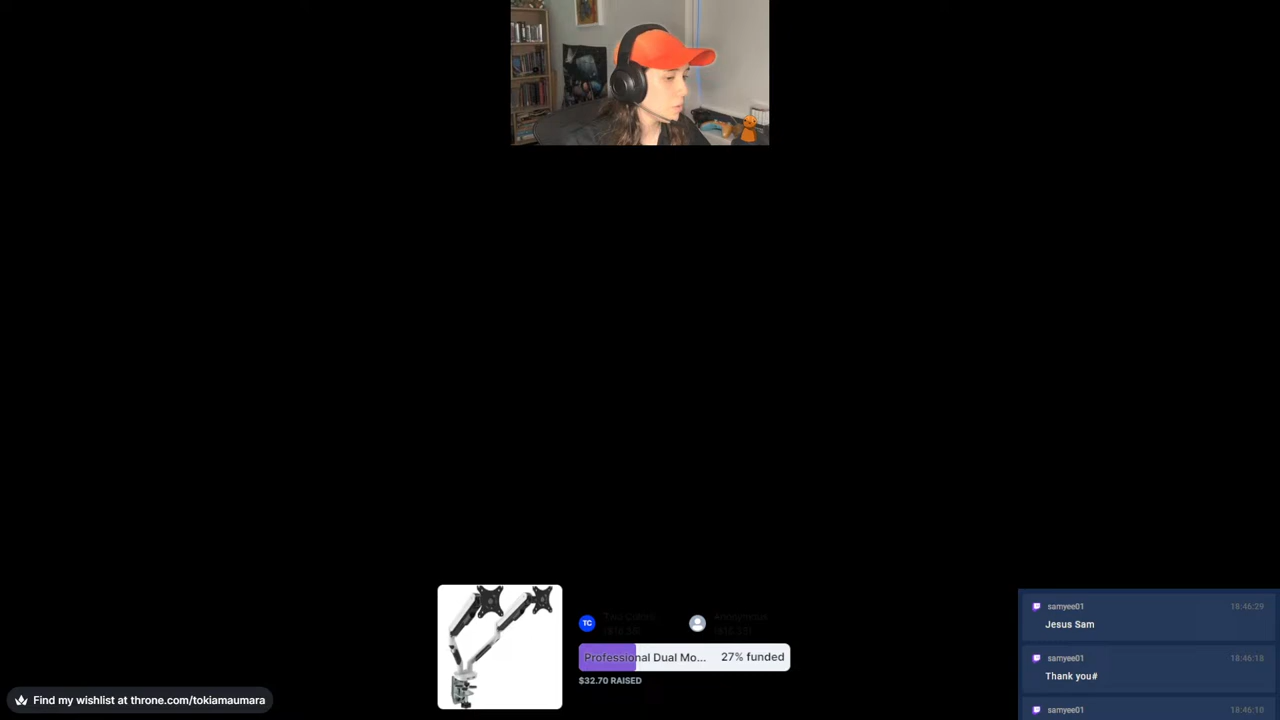 TC
Professional Dual Mo... 27% funded
$32.70 RAISED
Find my wishlist at throne.com/tokiamaumara
samyee01 18:46:29
Jesus Sam
samyee01 18:46:18
Thank you#
samyee01 18:46:10